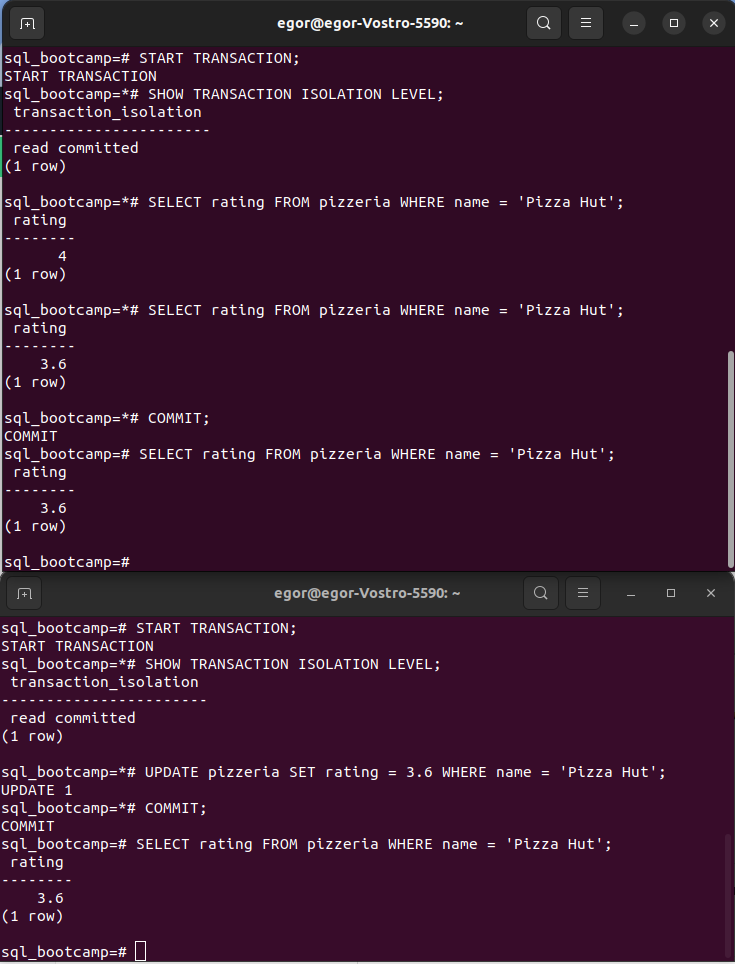 egor@egor-Vostro-5590: ~
sql_bootcamp=# START TRANSACTION;
START TRANSACTION
sql_bootcamp=*# SHOW TRANSACTION ISOLATION LEVEL;
 transaction_isolation
-----------------------
 read committed
(1 row)

sql_bootcamp=*# SELECT rating FROM pizzeria WHERE name = 'Pizza Hut';
 rating
--------
      4
(1 row)

sql_bootcamp=*# SELECT rating FROM pizzeria WHERE name = 'Pizza Hut';
 rating
--------
    3.6
(1 row)

sql_bootcamp=*# COMMIT;
COMMIT
sql_bootcamp=# SELECT rating FROM pizzeria WHERE name = 'Pizza Hut';
 rating
--------
    3.6
(1 row)

sql_bootcamp=#
egor@egor-Vostro-5590: ~
sql_bootcamp=# START TRANSACTION;
START TRANSACTION
sql_bootcamp=*# SHOW TRANSACTION ISOLATION LEVEL;
 transaction_isolation
-----------------------
 read committed
(1 row)

sql_bootcamp=*# UPDATE pizzeria SET rating = 3.6 WHERE name = 'Pizza Hut';
UPDATE 1
sql_bootcamp=*# COMMIT;
COMMIT
sql_bootcamp=# SELECT rating FROM pizzeria WHERE name = 'Pizza Hut';
 rating
--------
    3.6
(1 row)

sql_bootcamp=#